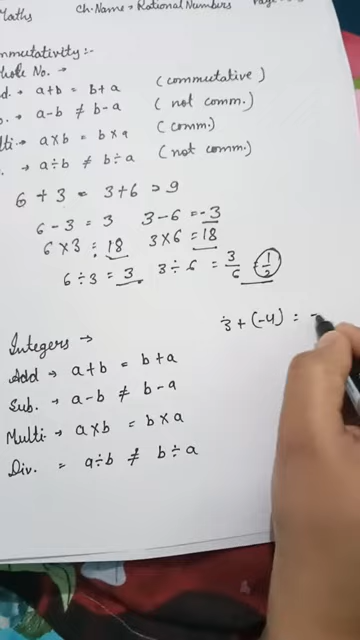 Maths Ch.Name → Rational Numbers
mmutativity :-
hole No. →
d. → a+b = b+a (commutative)
→ a-b ≠ b-a (not comm.)
lti → a×b = b×a (comm.)
→ a÷b ≠ b÷a (not comm.)
6 + 3 = 3+6 = 9
6 - 3 = 3 3-6 = -3
6 × 3 = 18 3×6 = 18
6 ÷ 3 = 3 3 ÷ 6 = 3/6 = 1/2
Integers →
Add → a+b = b+a
Sub. → a-b ≠ b-a
Multi → a×b = b×a
Div. = a÷b ≠ b÷a
-3 + (-4) = -